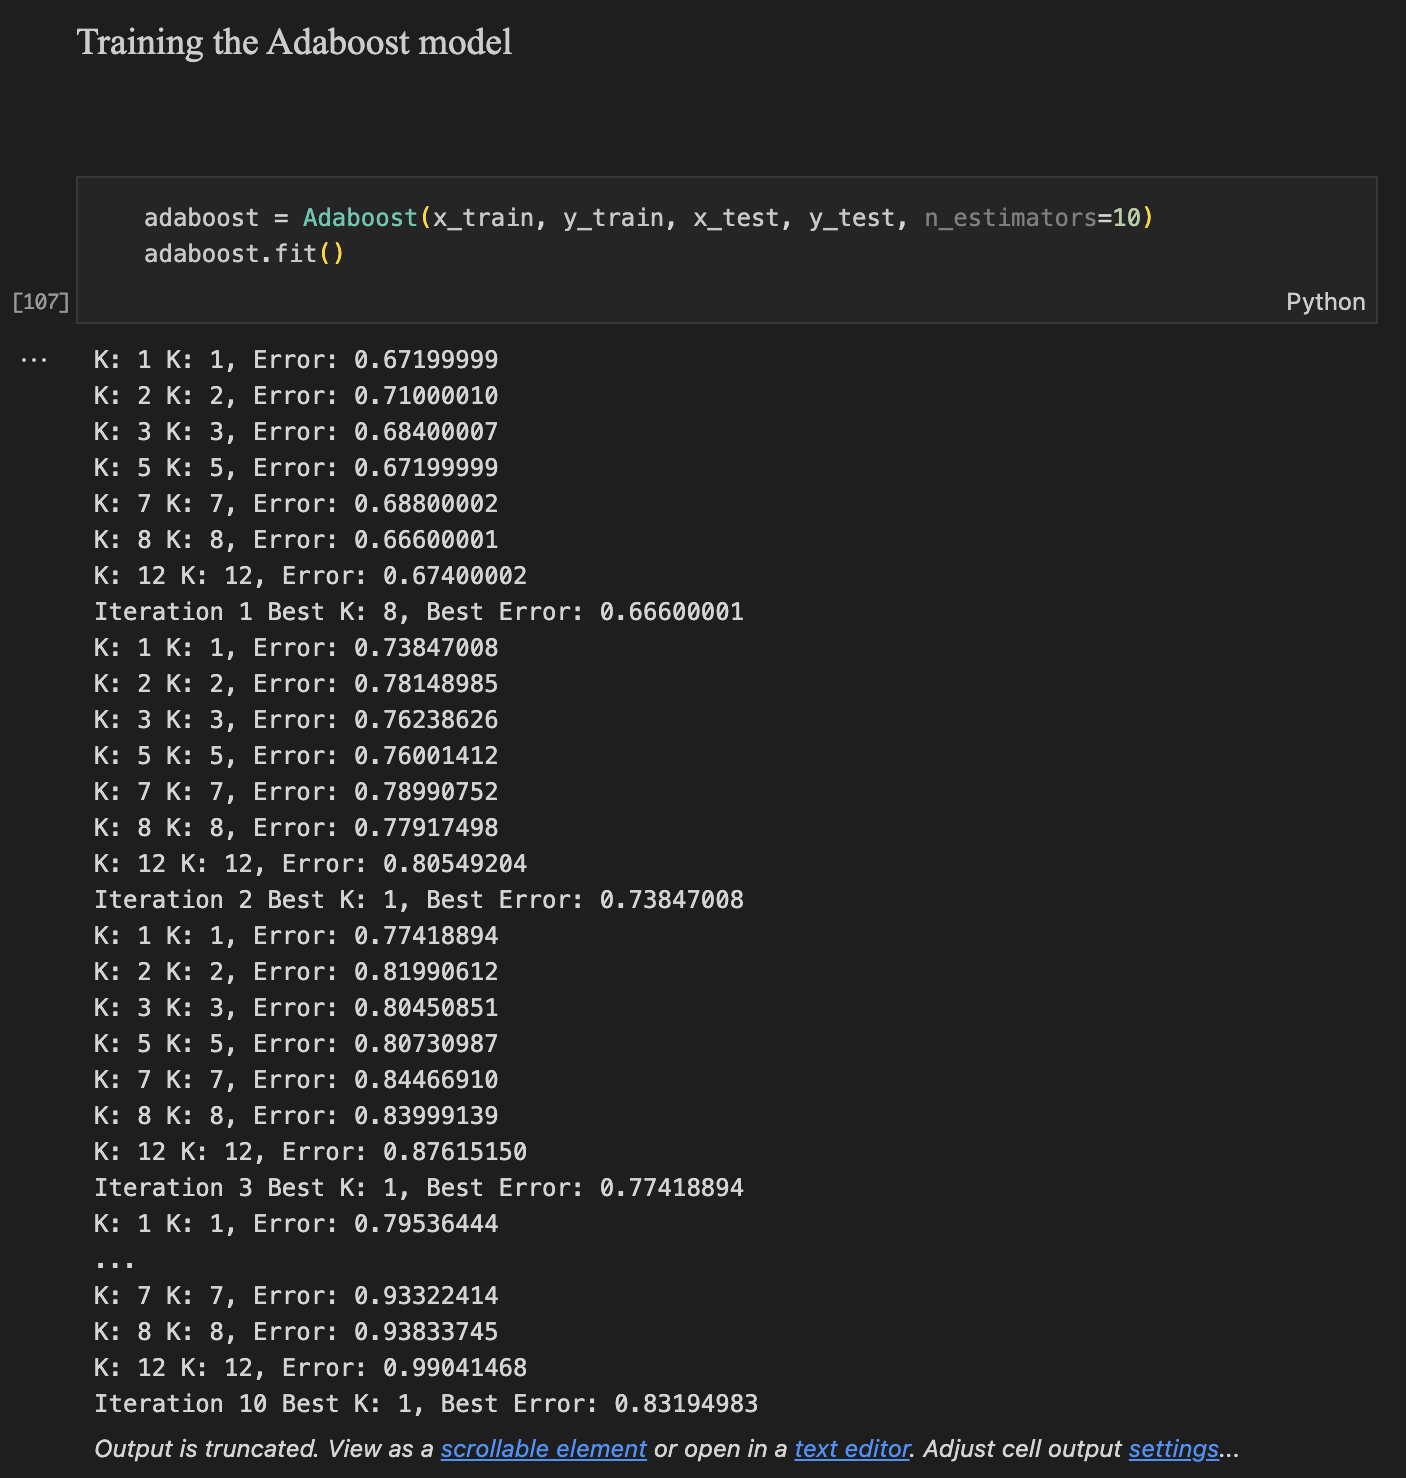 Training the Adaboost model
adaboost = Adaboost(x_train, y_train, x_test, y_test, n_estimators=10)
adaboost.fit()
[107]
Python
...
K: 1 K: 1, Error: 0.67199999
K: 2 K: 2, Error: 0.71000010
K: 3 K: 3, Error: 0.68400007
K: 5 K: 5, Error: 0.67199999
K: 7 K: 7, Error: 0.68800002
K: 8 K: 8, Error: 0.66600001
K: 12 K: 12, Error: 0.67400002
Iteration 1 Best K: 8, Best Error: 0.66600001
K: 1 K: 1, Error: 0.73847008
K: 2 K: 2, Error: 0.78148985
K: 3 K: 3, Error: 0.76238626
K: 5 K: 5, Error: 0.76001412
K: 7 K: 7, Error: 0.78990752
K: 8 K: 8, Error: 0.77917498
K: 12 K: 12, Error: 0.80549204
Iteration 2 Best K: 1, Best Error: 0.73847008
K: 1 K: 1, Error: 0.77418894
K: 2 K: 2, Error: 0.81990612
K: 3 K: 3, Error: 0.80450851
K: 5 K: 5, Error: 0.80730987
K: 7 K: 7, Error: 0.84466910
K: 8 K: 8, Error: 0.83999139
K: 12 K: 12, Error: 0.87615150
Iteration 3 Best K: 1, Best Error: 0.77418894
K: 1 K: 1, Error: 0.79536444
...
K: 7 K: 7, Error: 0.93322414
K: 8 K: 8, Error: 0.93833745
K: 12 K: 12, Error: 0.99041468
Iteration 10 Best K: 1, Best Error: 0.83194983
Output is truncated. View as a scrollable element or open in a text editor. Adjust cell output settings...